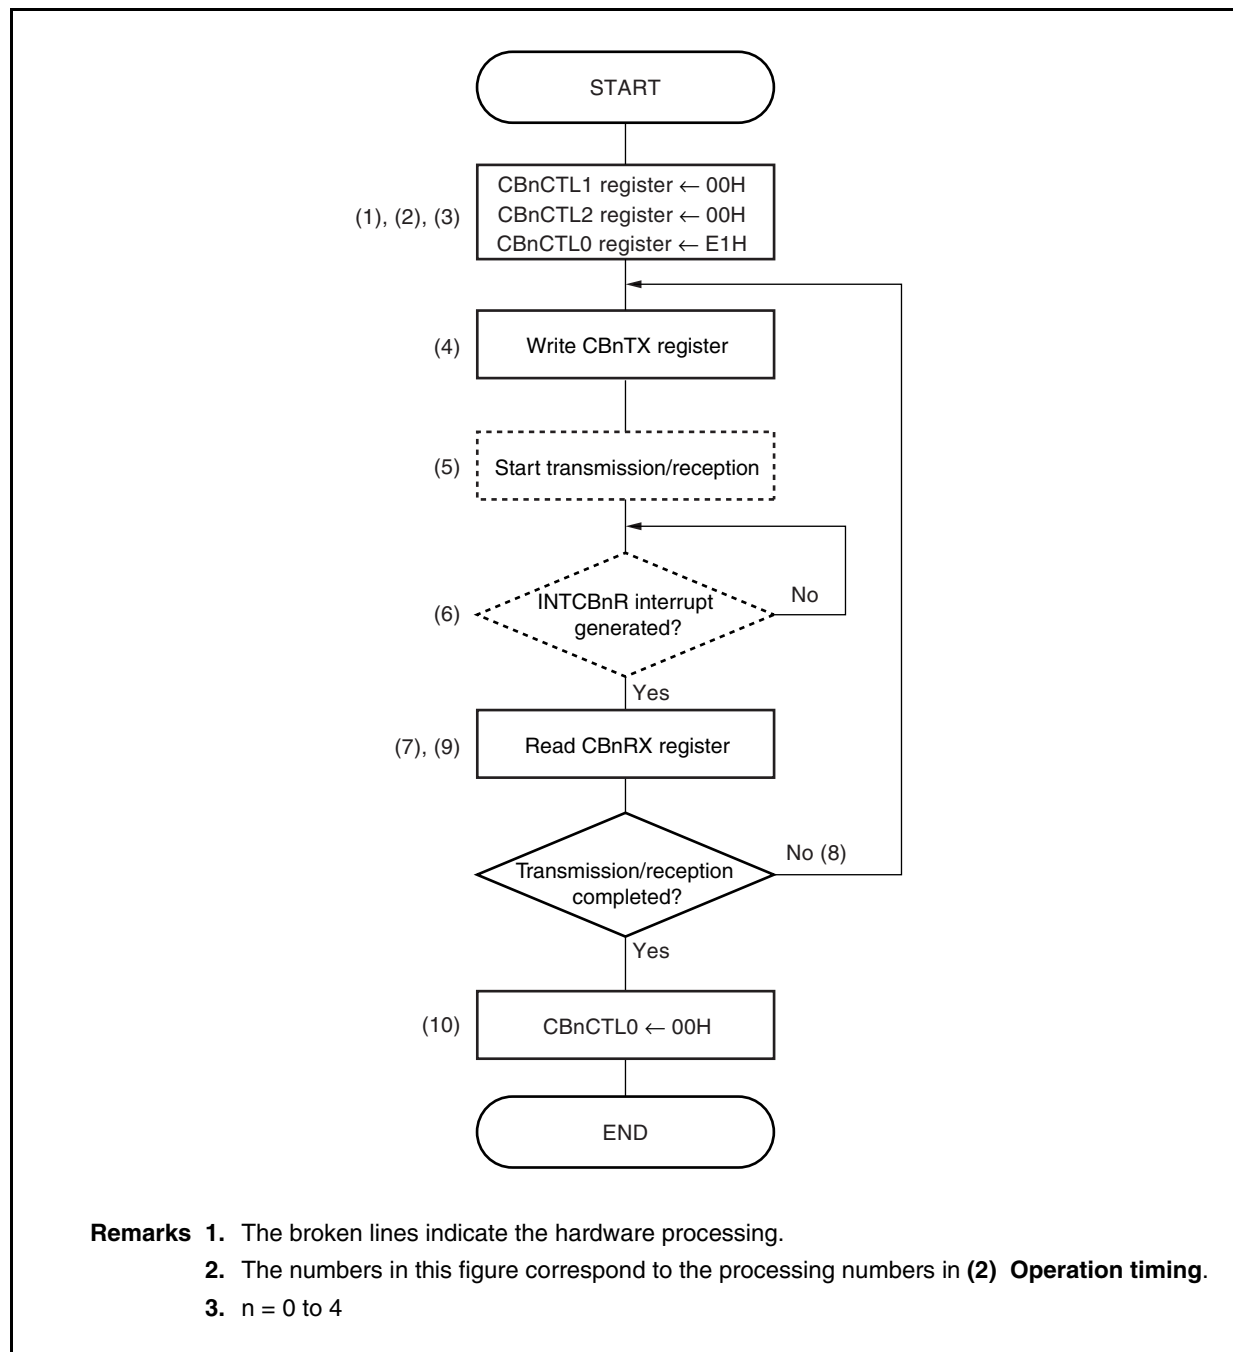 START
CBnCTL1 register ← 00H
(1), (2), (3)
CBnCTL2 register ← 00H
CBnCTL0 register ← E1H
(4)
Write CBnTX register
(5)
Start transmission/reception
(6)
INTCBnR interrupt
generated?
No
Yes
(7), (9)
Read CBnRX register
No (8)
Transmission/reception
completed?
Yes
(10)
CBnCTL0 ← 00H
END
Remarks 1. The broken lines indicate the hardware processing.
2. The numbers in this figure correspond to the processing numbers in (2) Operation timing.
3. n = 0 to 4